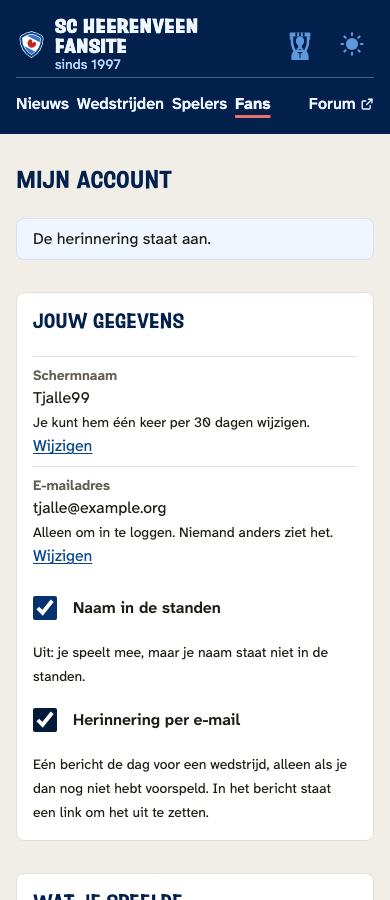 SC HEERENVEEN
FANSITE
sinds 1997
Nieuws Wedstrijden Spelers Fans Forum
MIJN ACCOUNT
De herinnering staat aan.
JOUW GEGEVENS
Schermnaam
Tjalle99
Je kunt hem één keer per 30 dagen wijzigen.
Wijzigen
E-mailadres
tjalle@example.org
Alleen om in te loggen. Niemand anders ziet het.
Wijzigen
Naam in de standen
Uit: je speelt mee, maar je naam staat niet in de
standen.
Herinnering per e-mail
Eén bericht de dag voor een wedstrijd, alleen als je
dan nog niet hebt voorspeld. In het bericht staat
een link om het uit te zetten.
WAT JE SPEELDE